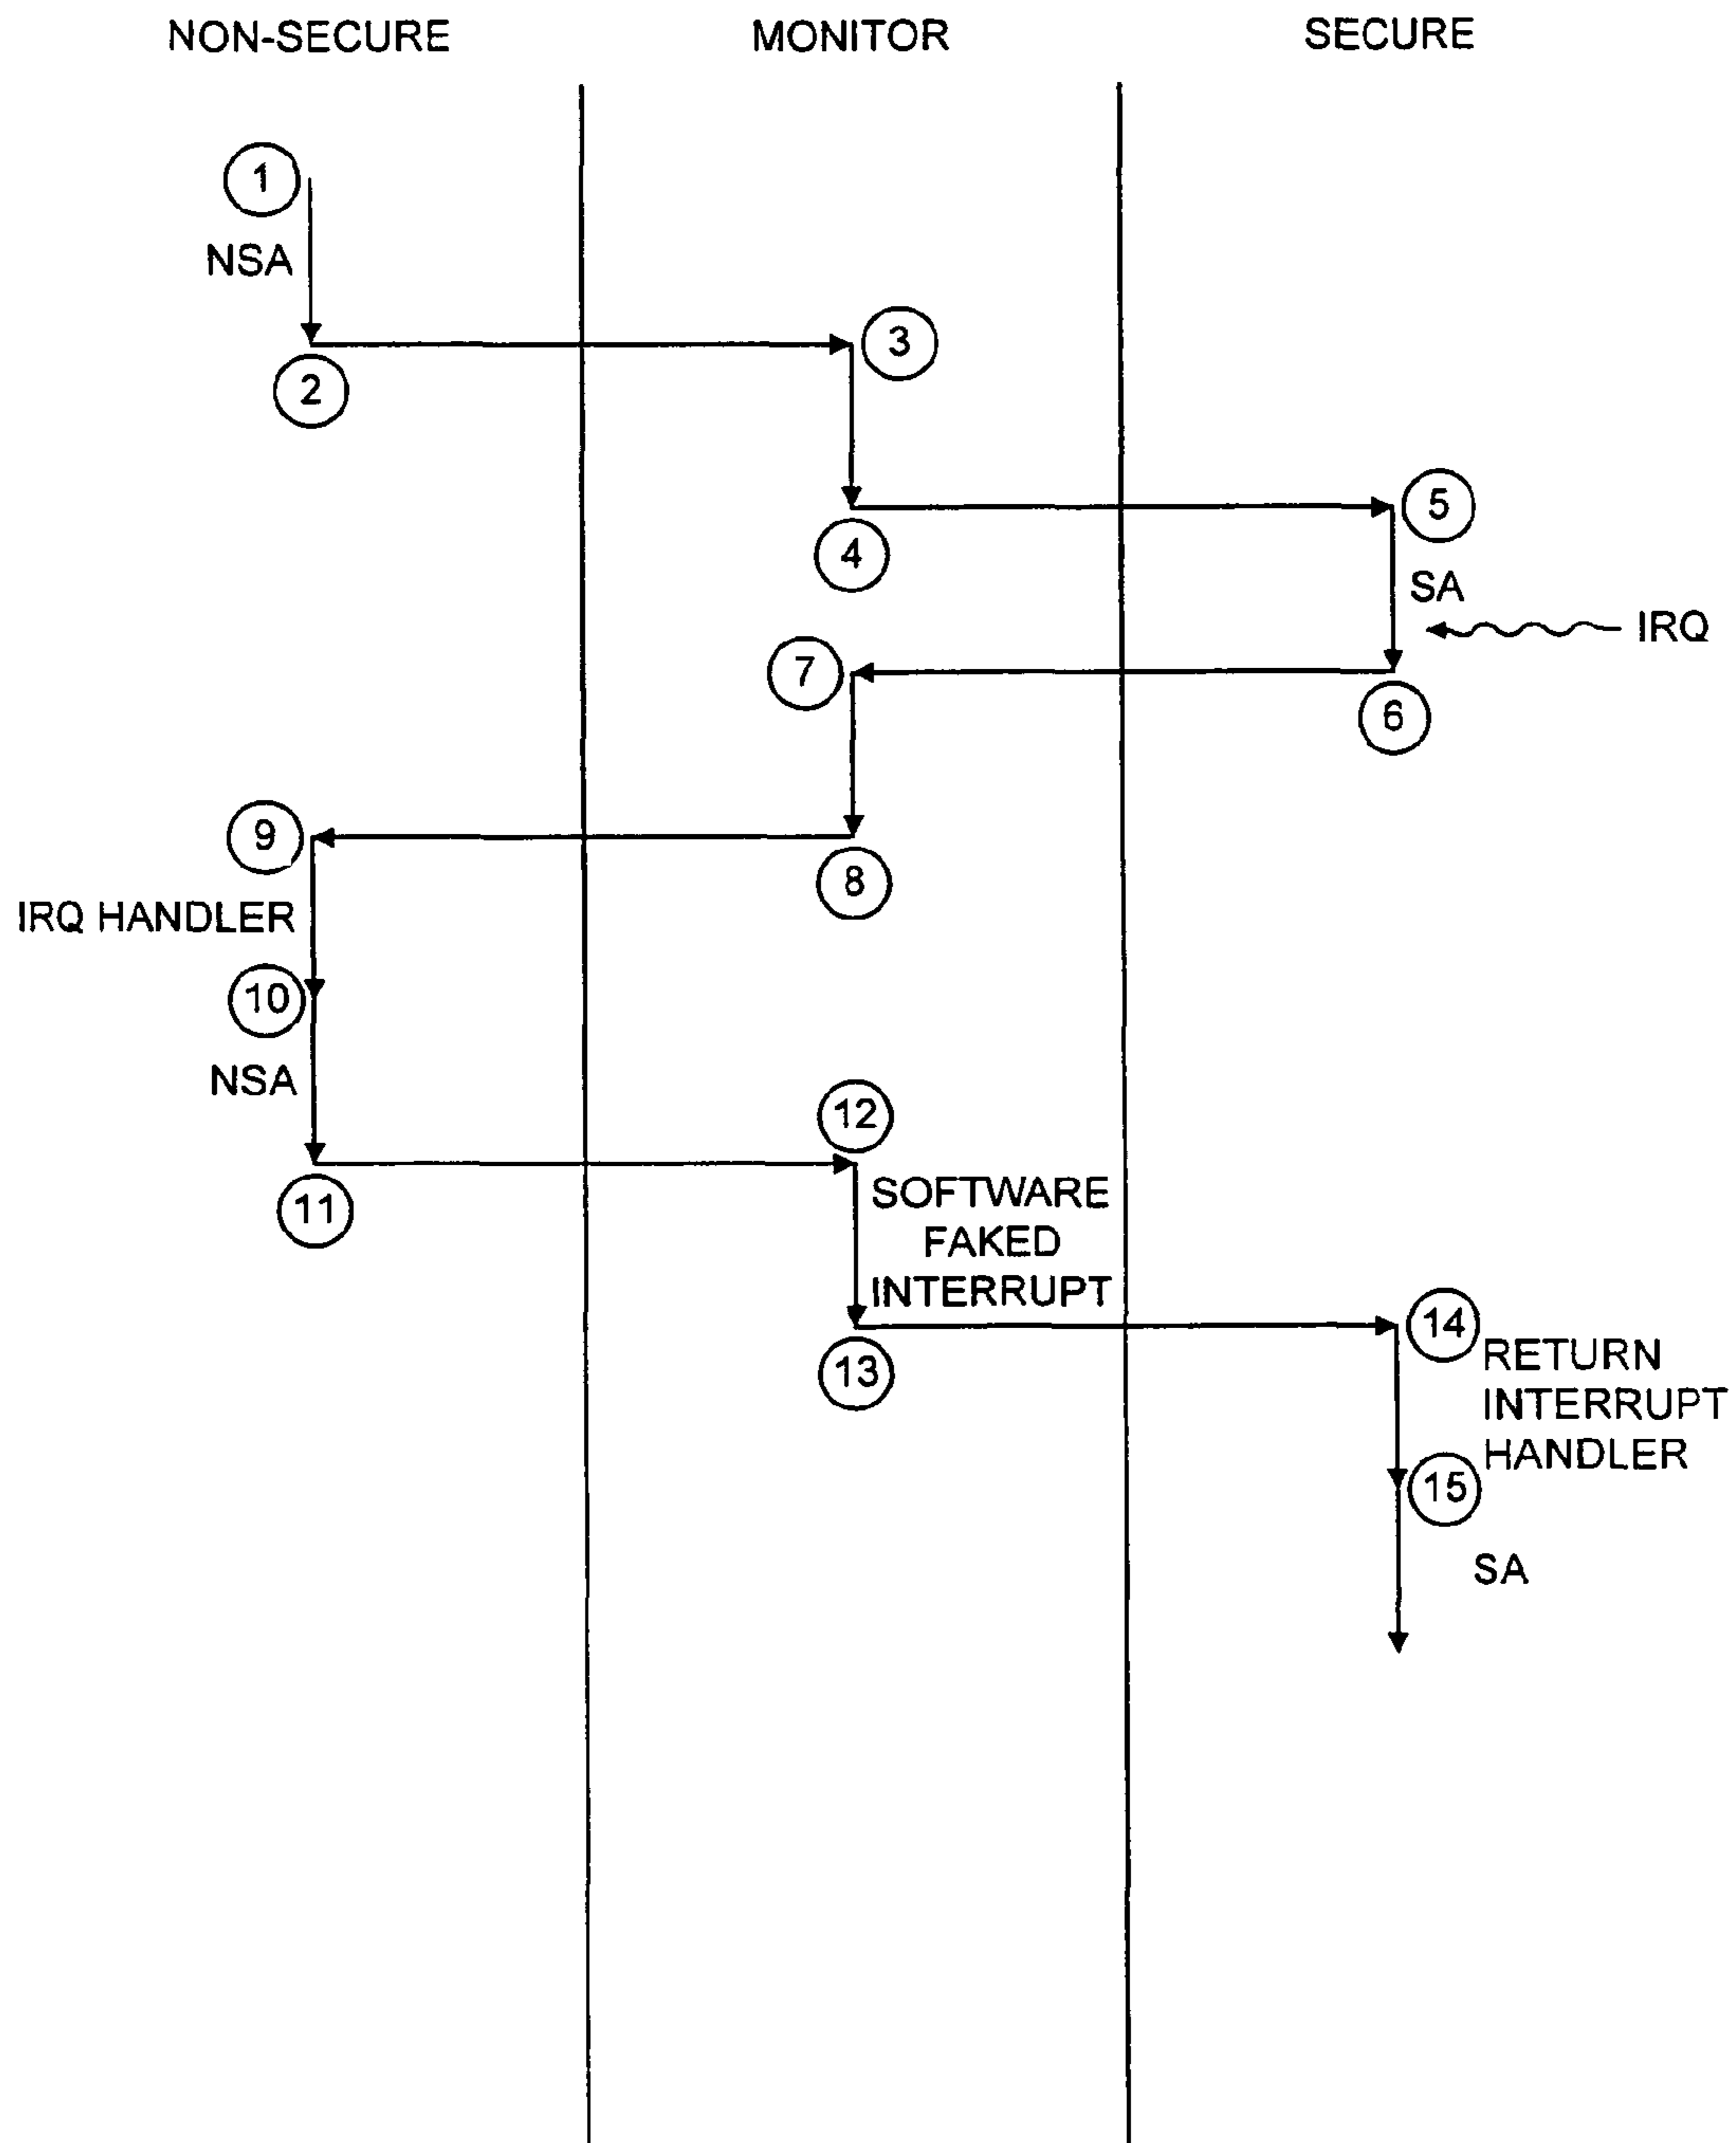 NON-SECURE
MONITOR
SECURE
1
NSA
2
3
4
5
SA
IRQ
6
7
8
9
IRQ HANDLER
10
NSA
11
12
SOFTWARE
FAKED
INTERRUPT
13
14
RETURN
INTERRUPT
HANDLER
15
SA